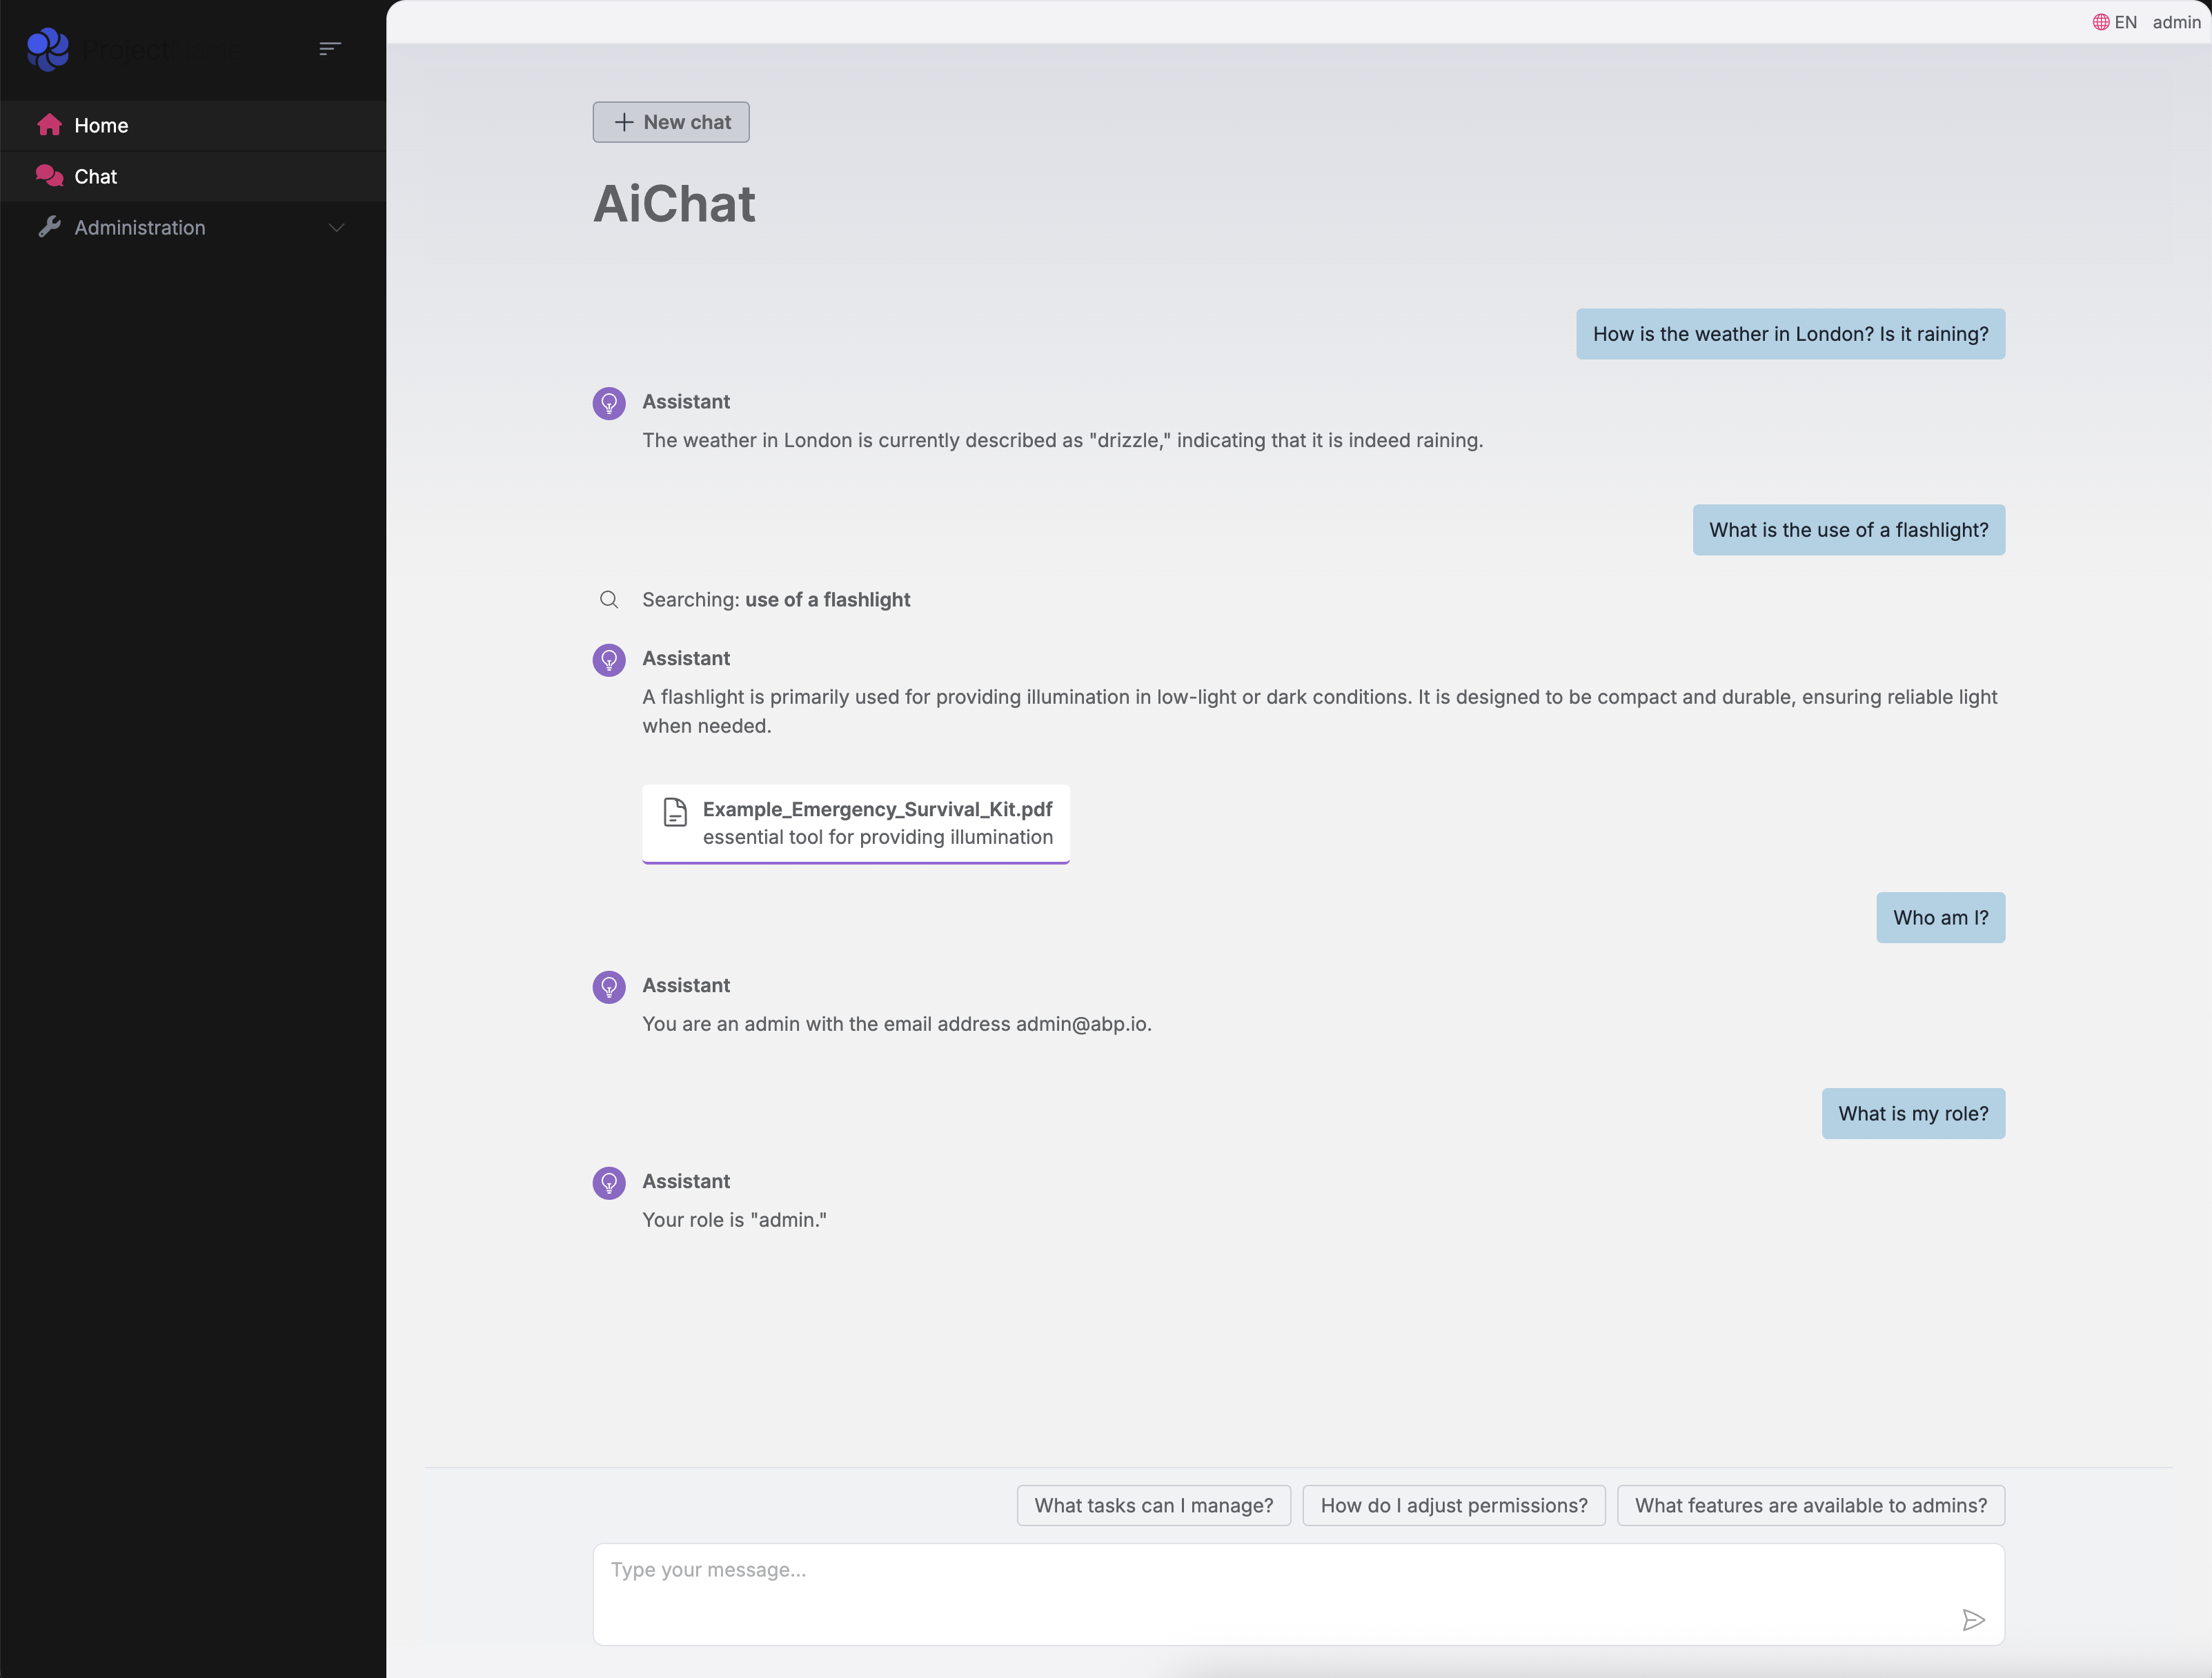 Project
Home
Chat
Administration
EN admin
New chat
AiChat
How is the weather in London? Is it raining?
Assistant
The weather in London is currently described as "drizzle," indicating that it is indeed raining.
What is the use of a flashlight?
Searching: use of a flashlight
Assistant
A flashlight is primarily used for providing illumination in low-light or dark conditions. It is designed to be compact and durable, ensuring reliable light
when needed.
Example_Emergency_Survival_Kit.pdf
essential tool for providing illumination
Who am I?
Assistant
You are an admin with the email address admin@abp.io.
What is my role?
Assistant
Your role is "admin."
What tasks can I manage?
How do I adjust permissions?
What features are available to admins?
Type your message...